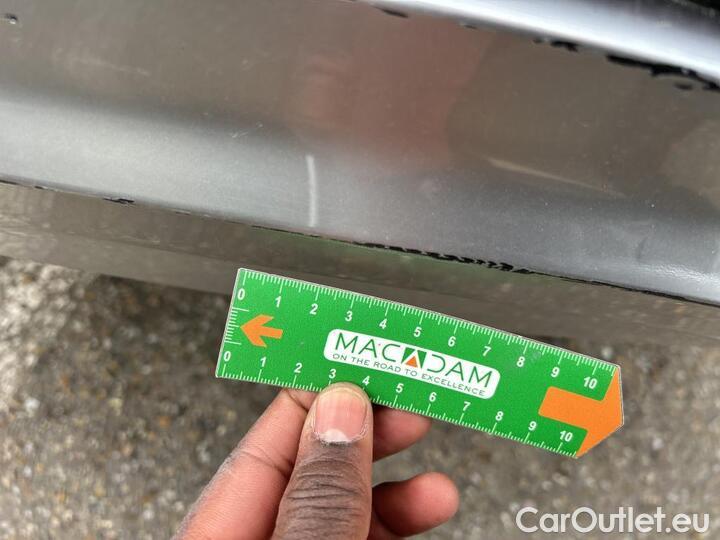 0 1 2 3 4 5 6 7 8 9 10
MACADAM
ON THE ROAD TO EXCELLENCE
0 1 2 3 4 5 6 7 8 9 10
CarOutlet.eu